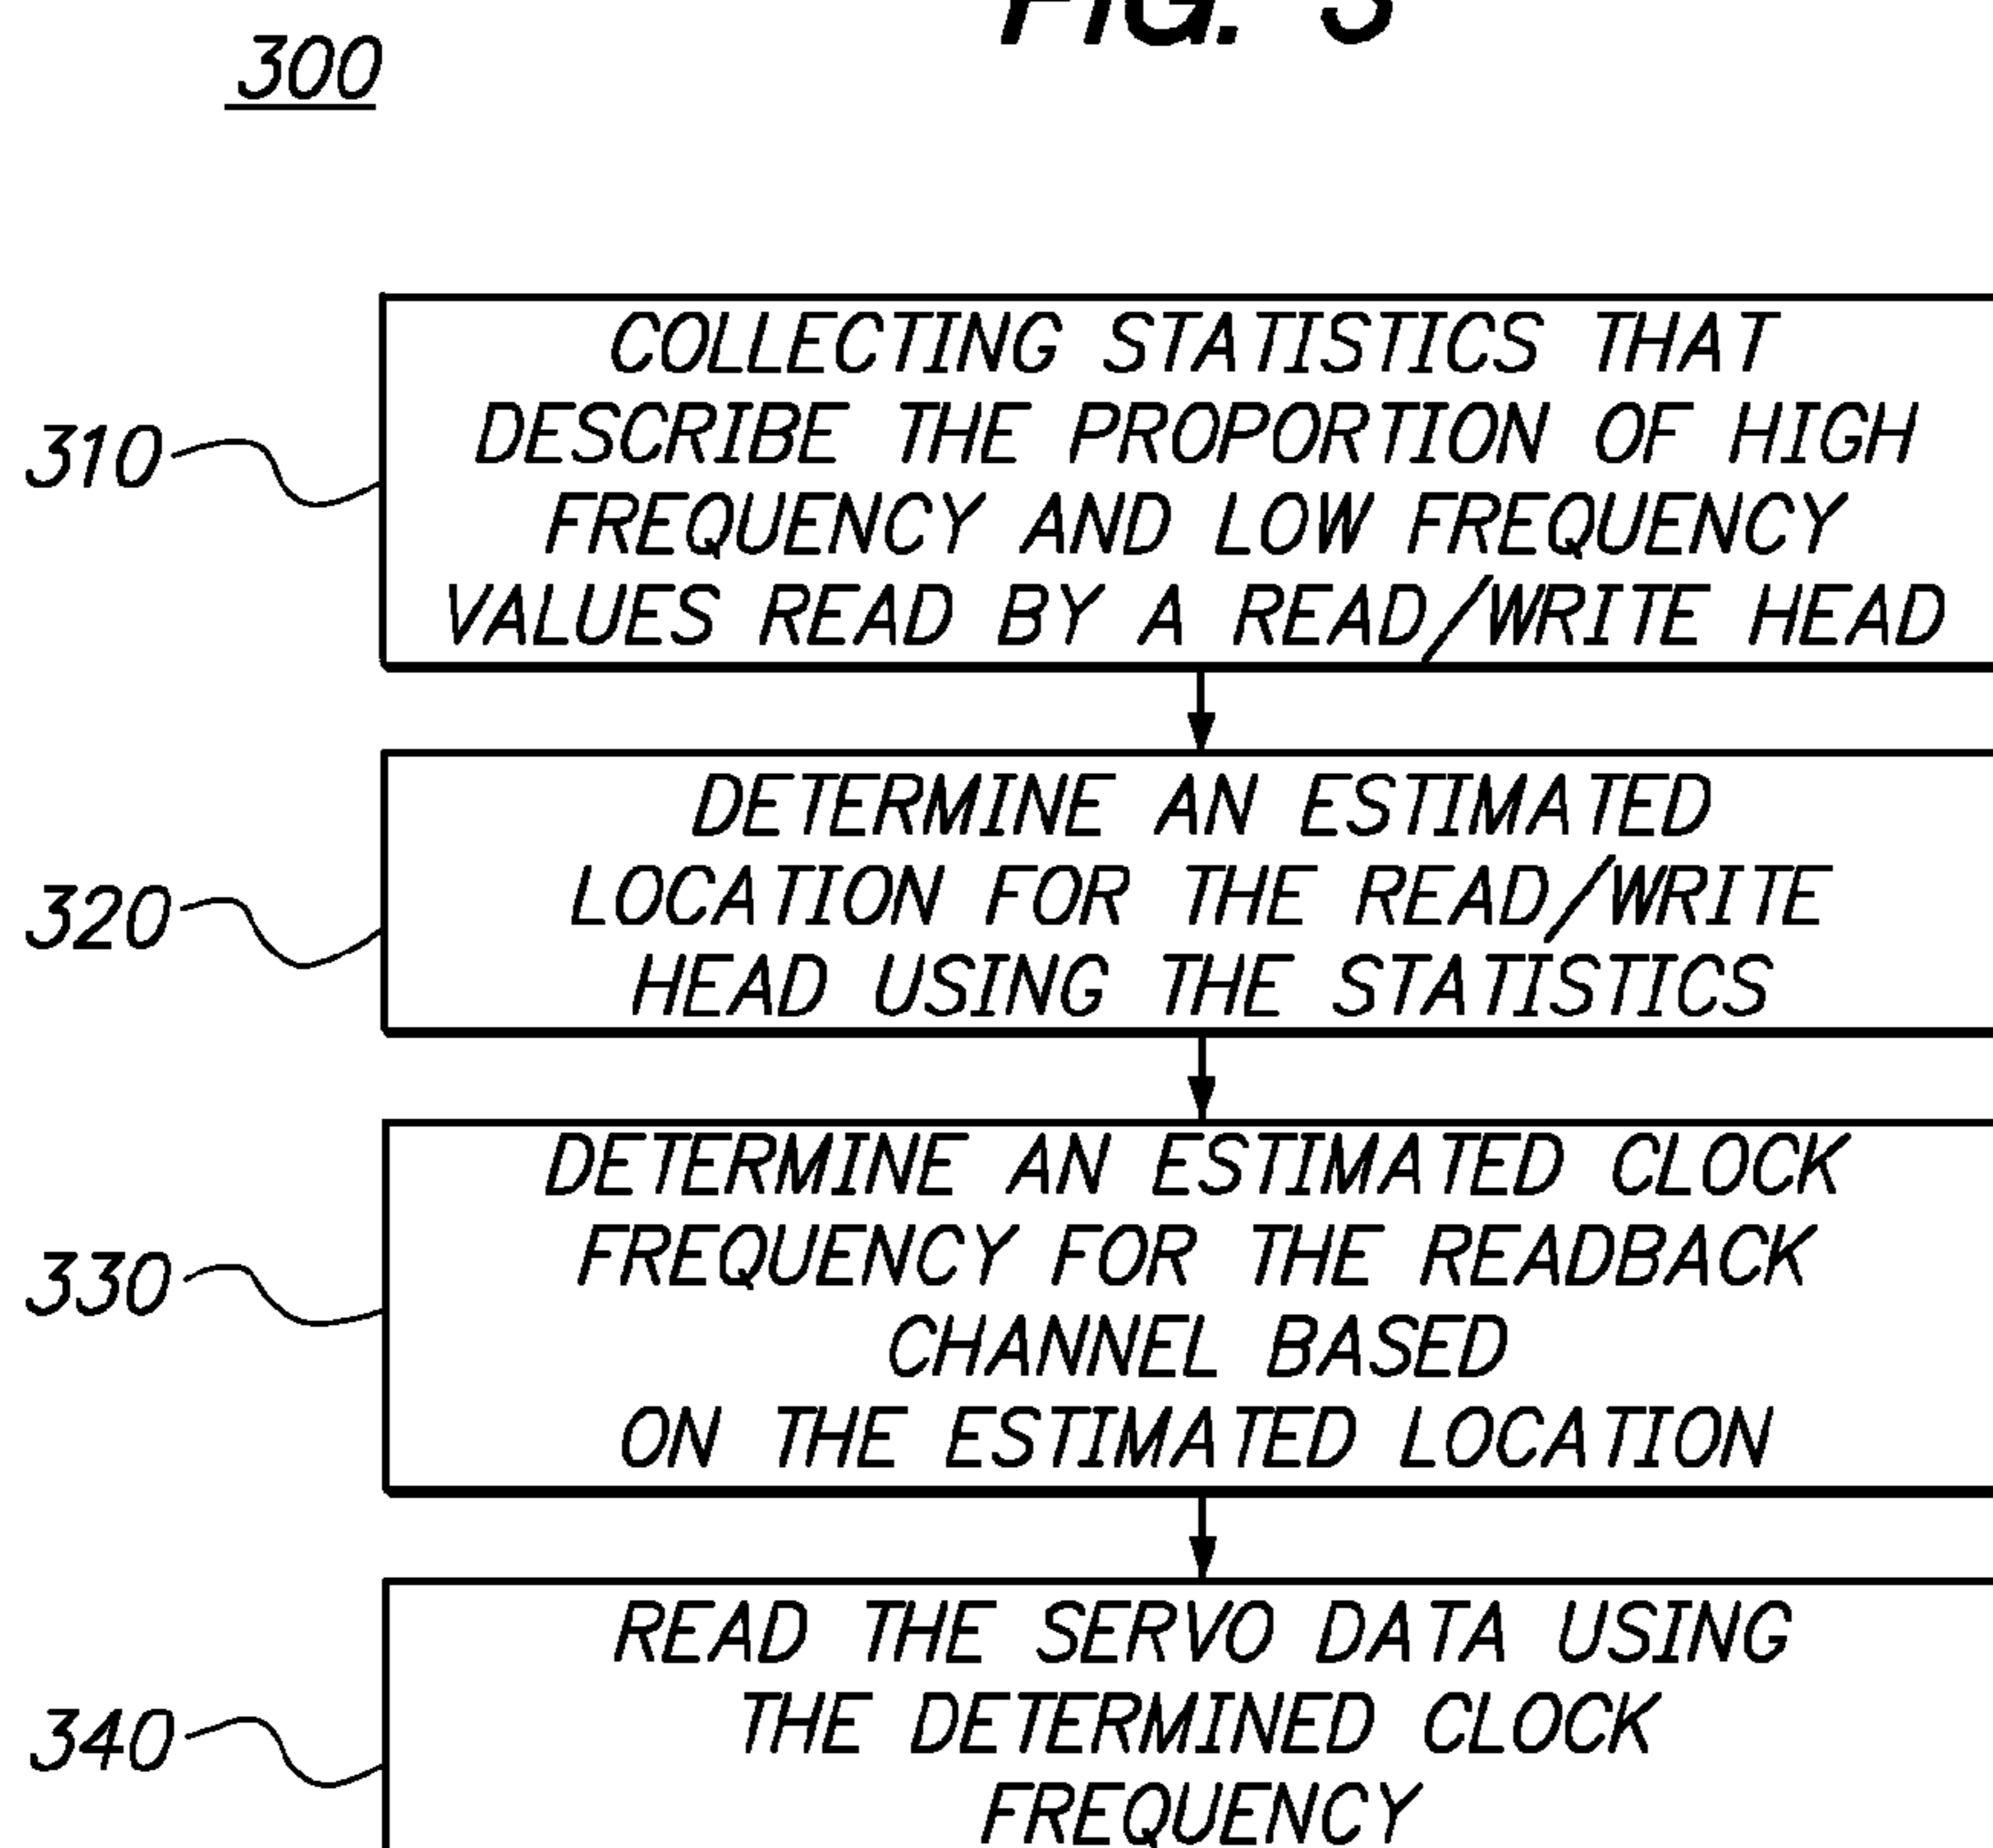 FIG. 3
300
310
COLLECTING STATISTICS THAT
DESCRIBE THE PROPORTION OF HIGH
FREQUENCY AND LOW FREQUENCY
VALUES READ BY A READ/WRITE HEAD
320
DETERMINE AN ESTIMATED
LOCATION FOR THE READ/WRITE
HEAD USING THE STATISTICS
330
DETERMINE AN ESTIMATED CLOCK
FREQUENCY FOR THE READBACK
CHANNEL BASED
ON THE ESTIMATED LOCATION
340
READ THE SERVO DATA USING
THE DETERMINED CLOCK
FREQUENCY